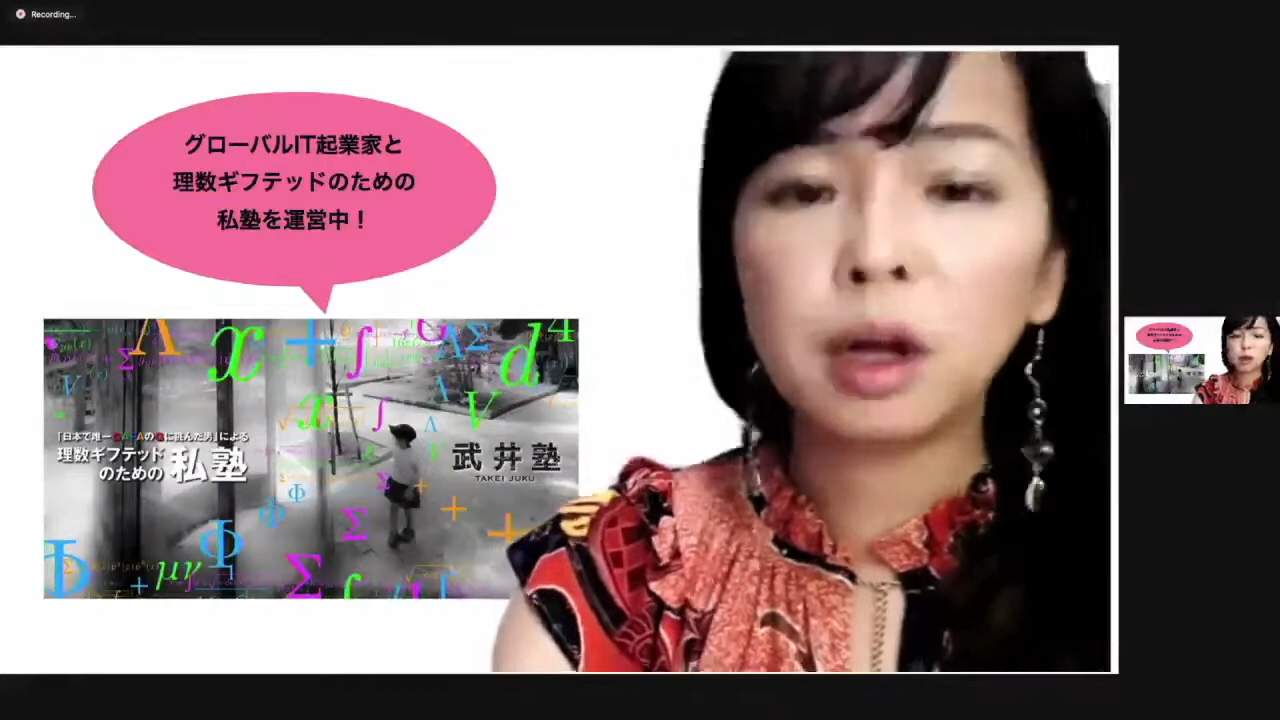 Recording...
グローバルIT起業家と
理数ギフテッドのための
私塾を運営中！
理数ギフテッド
のための 私塾
武井塾
TAKEI JUKU